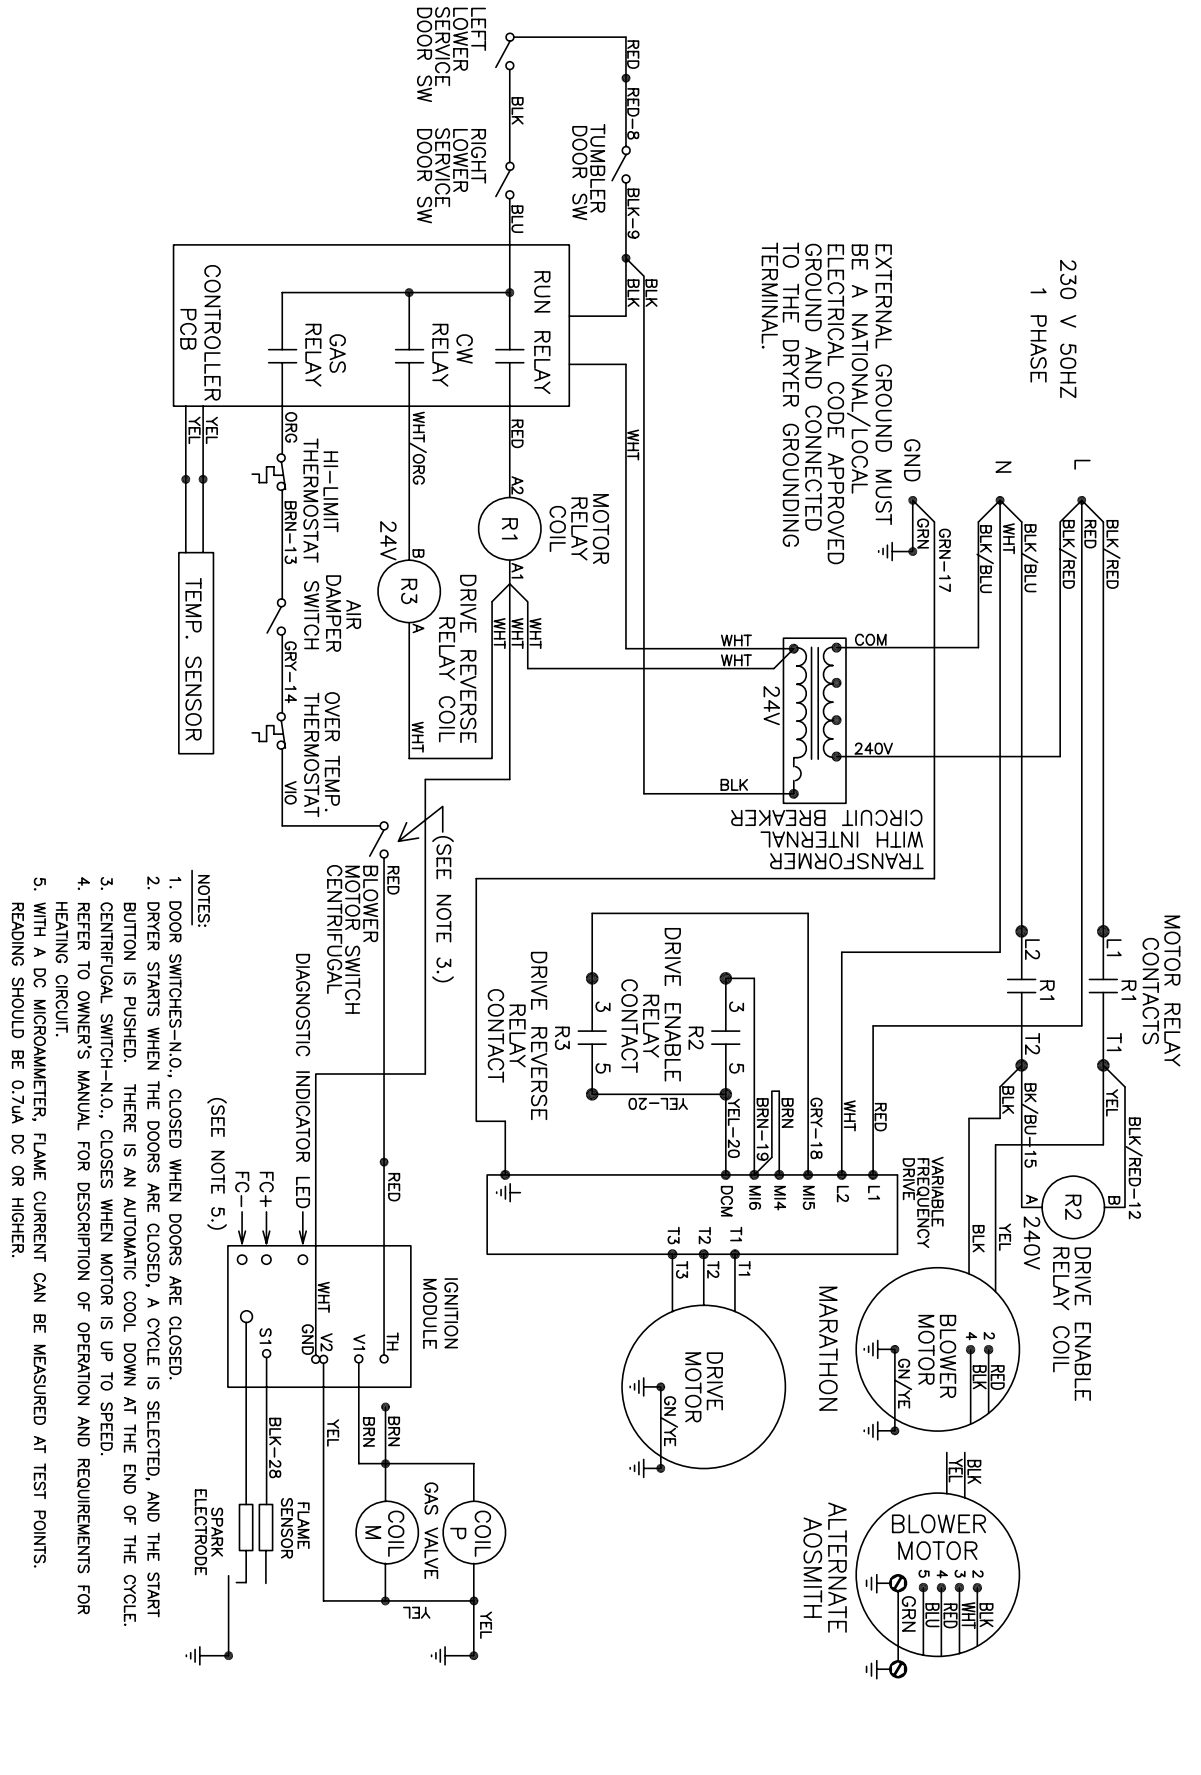 230 V 50HZ
1 PHASE
L
N
GND
BLK/RED
RED
BLK/RED
BLK/BLU
WHT
BLK/BLU
GRN-17
GRN
EXTERNAL GROUND MUST
BE A NATIONAL/LOCAL
ELECTRICAL CODE APPROVED
GROUND AND CONNECTED
TO THE DRYER GROUNDING
TERMINAL.
COM
240V
24V
WHT
WHT
BLK
TRANSFORMER
WITH INTERNAL
CIRCUIT BREAKER
MOTOR RELAY
CONTACTS
L1
R1
T1
L2
R1
T2
BLK/RED-12
YEL
BK/BU-15
BLK
B
R2
A
240V
DRIVE ENABLE
RELAY COIL
YEL
BLK
BLOWER
MOTOR
2
RED
4
BLK
GN/YE
MARATHON
BLK
YEL
BLOWER
MOTOR
2
BLK
3
WHT
4
RED
5
BLU
GRN
ALTERNATE
AOSMITH
RED
WHT
GRY-18
BRN
BRN-19
YEL-20
YEL-20
VARIABLE
FREQUENCY
DRIVE
L1
L2
MI5
MI4
MI6
DCM
T1
T2
T3
T1
T2
T3
DRIVE
MOTOR
GN/YE
3
5
R2
DRIVE ENABLE
RELAY
CONTACT
3
5
R3
DRIVE REVERSE
RELAY
CONTACT
RED
RED-8
TUMBLER
DOOR SW
BLK-9
BLK
BLK
LEFT
LOWER
SERVICE
DOOR SW
BLK
RIGHT
LOWER
SERVICE
DOOR SW
BLU
RUN RELAY
CW
RELAY
GAS
RELAY
CONTROLLER
PCB
WHT
RED
A2
R1
A1
MOTOR
RELAY
COIL
WHT
WHT
WHT
WHT/ORG
24V
B
R3
A
DRIVE REVERSE
RELAY COIL
WHT
ORG
HI-LIMIT
THERMOSTAT
BRN-13
AIR
DAMPER
SWITCH
GRY-14
OVER TEMP.
THERMOSTAT
VIO
YEL
YEL
TEMP. SENSOR
(SEE NOTE 3.)
RED
BLOWER
MOTOR SWITCH
CENTRIFUGAL
RED
DIAGNOSTIC INDICATOR LED
FC+
FC-
(SEE NOTE 5.)
IGNITION
MODULE
TH
V1
V2
GND
WHT
S1
BRN
BRN
YEL
BLK-28
GAS VALVE
COIL
P
COIL
M
YEL
YEL
FLAME
SENSOR
SPARK
ELECTRODE
NOTES:
1. DOOR SWITCHES-N.O., CLOSED WHEN DOORS ARE CLOSED.
2. DRYER STARTS WHEN THE DOORS ARE CLOSED, A CYCLE IS SELECTED, AND THE START
BUTTON IS PUSHED. THERE IS AN AUTOMATIC COOL DOWN AT THE END OF THE CYCLE.
3. CENTRIFUGAL SWITCH-N.O., CLOSES WHEN MOTOR IS UP TO SPEED.
4. REFER TO OWNER'S MANUAL FOR DESCRIPTION OF OPERATION AND REQUIREMENTS FOR
HEATING CIRCUIT.
5. WITH A DC MICROAMMETER, FLAME CURRENT CAN BE MEASURED AT TEST POINTS.
READING SHOULD BE 0.7uA DC OR HIGHER.